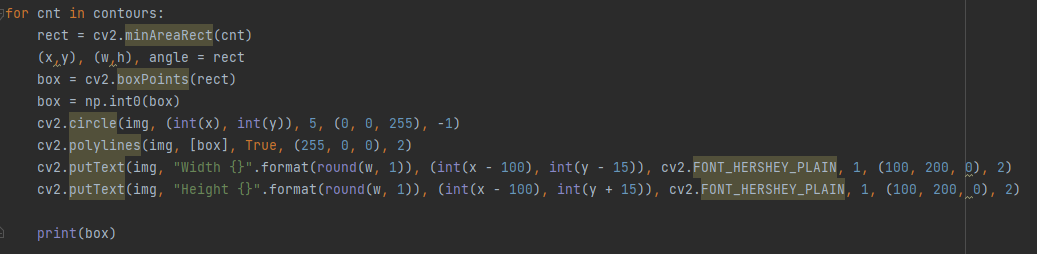 for cnt in contours:
    rect = cv2.minAreaRect(cnt)
    (x,y), (w,h), angle = rect
    box = cv2.boxPoints(rect)
    box = np.int0(box)
    cv2.circle(img, (int(x), int(y)), 5, (0, 0, 255), -1)
    cv2.polylines(img, [box], True, (255, 0, 0), 2)
    cv2.putText(img, "Width {}".format(round(w, 1)), (int(x - 100), int(y - 15)), cv2.FONT_HERSHEY_PLAIN, 1, (100, 200, 0), 2)
    cv2.putText(img, "Height {}".format(round(w, 1)), (int(x - 100), int(y + 15)), cv2.FONT_HERSHEY_PLAIN, 1, (100, 200, 0), 2)
    print(box)